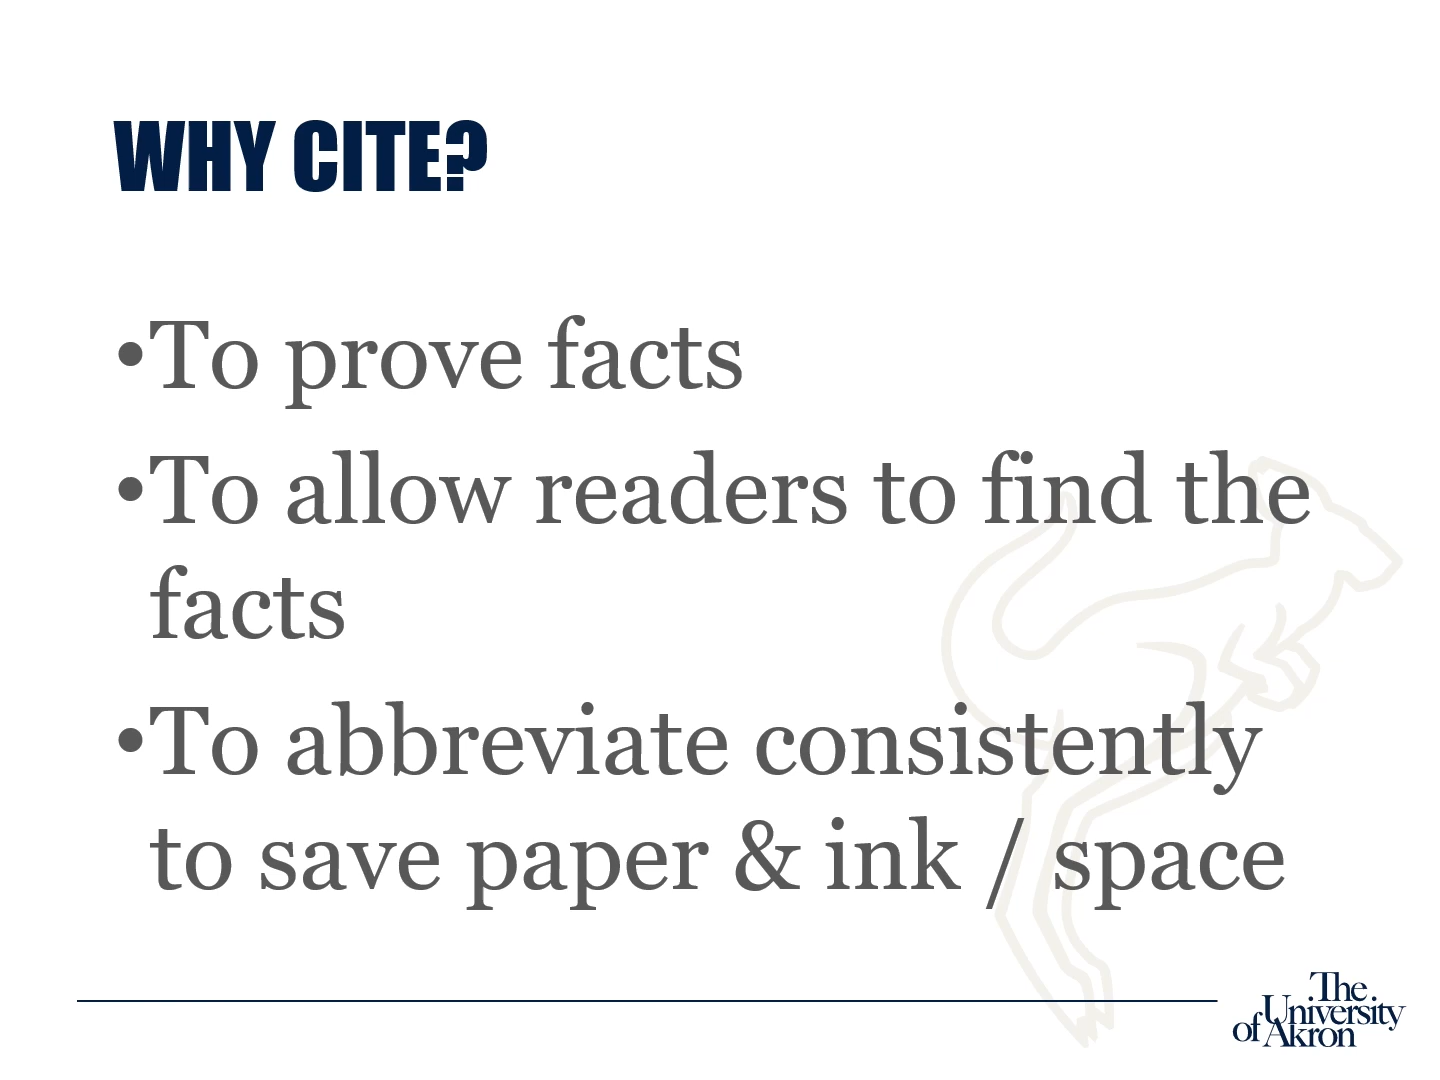 WHY CITE?
•To prove facts
•To allow readers to find the
facts
•To abbreviate consistently
to save paper & ink / space
The
University
of Akron